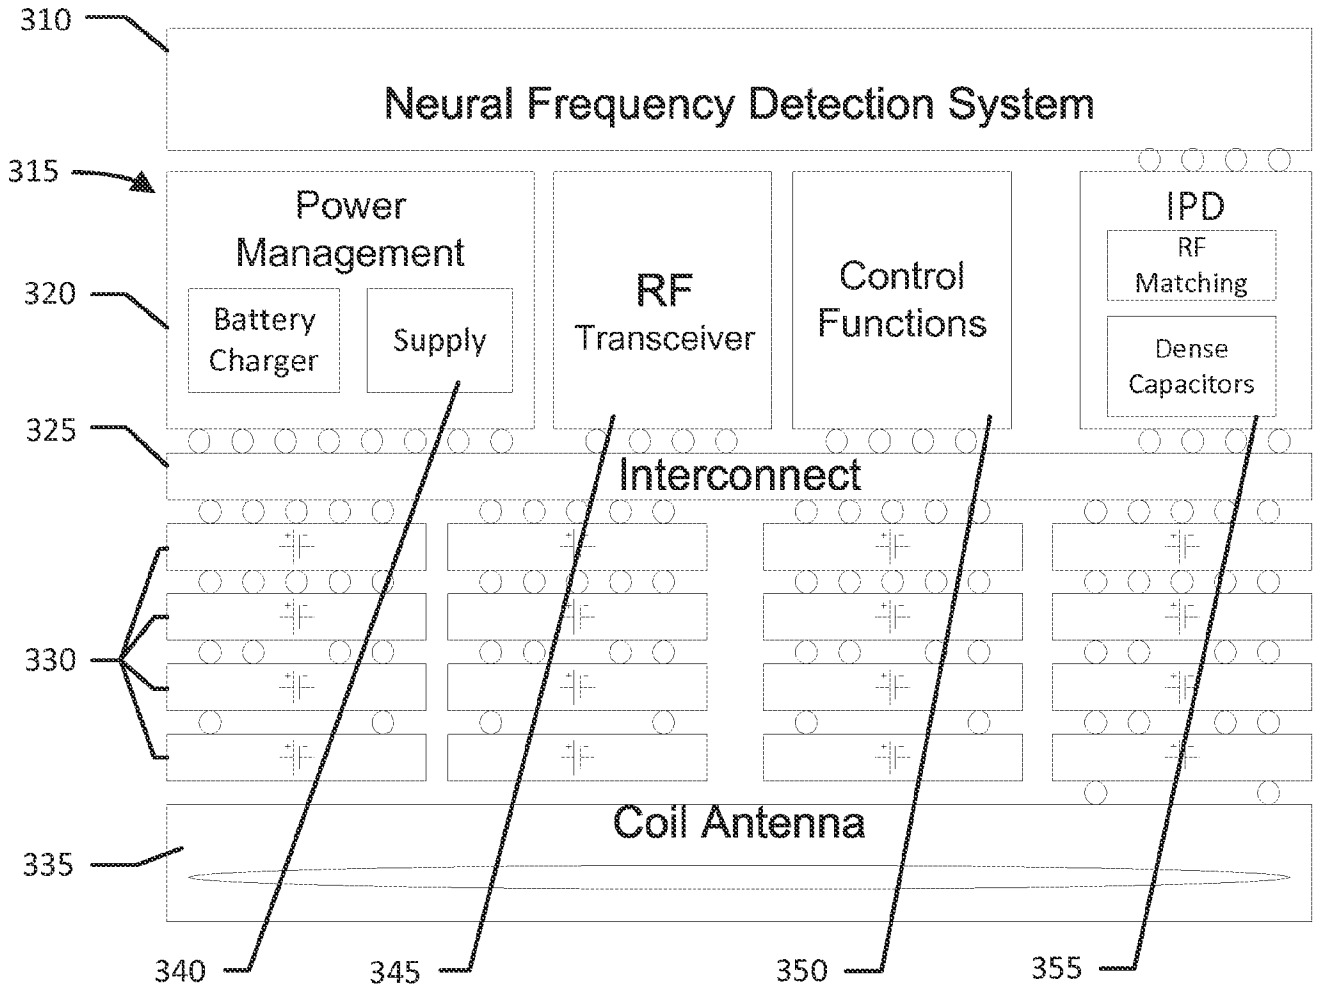 310
Neural Frequency Detection System
315
Power
Management
IPD
RF
Matching
320
Battery
Charger
Supply
RF
Transceiver
Control
Functions
Dense
Capacitors
325
Interconnect
330
Coil Antenna
335
340
345
350
355